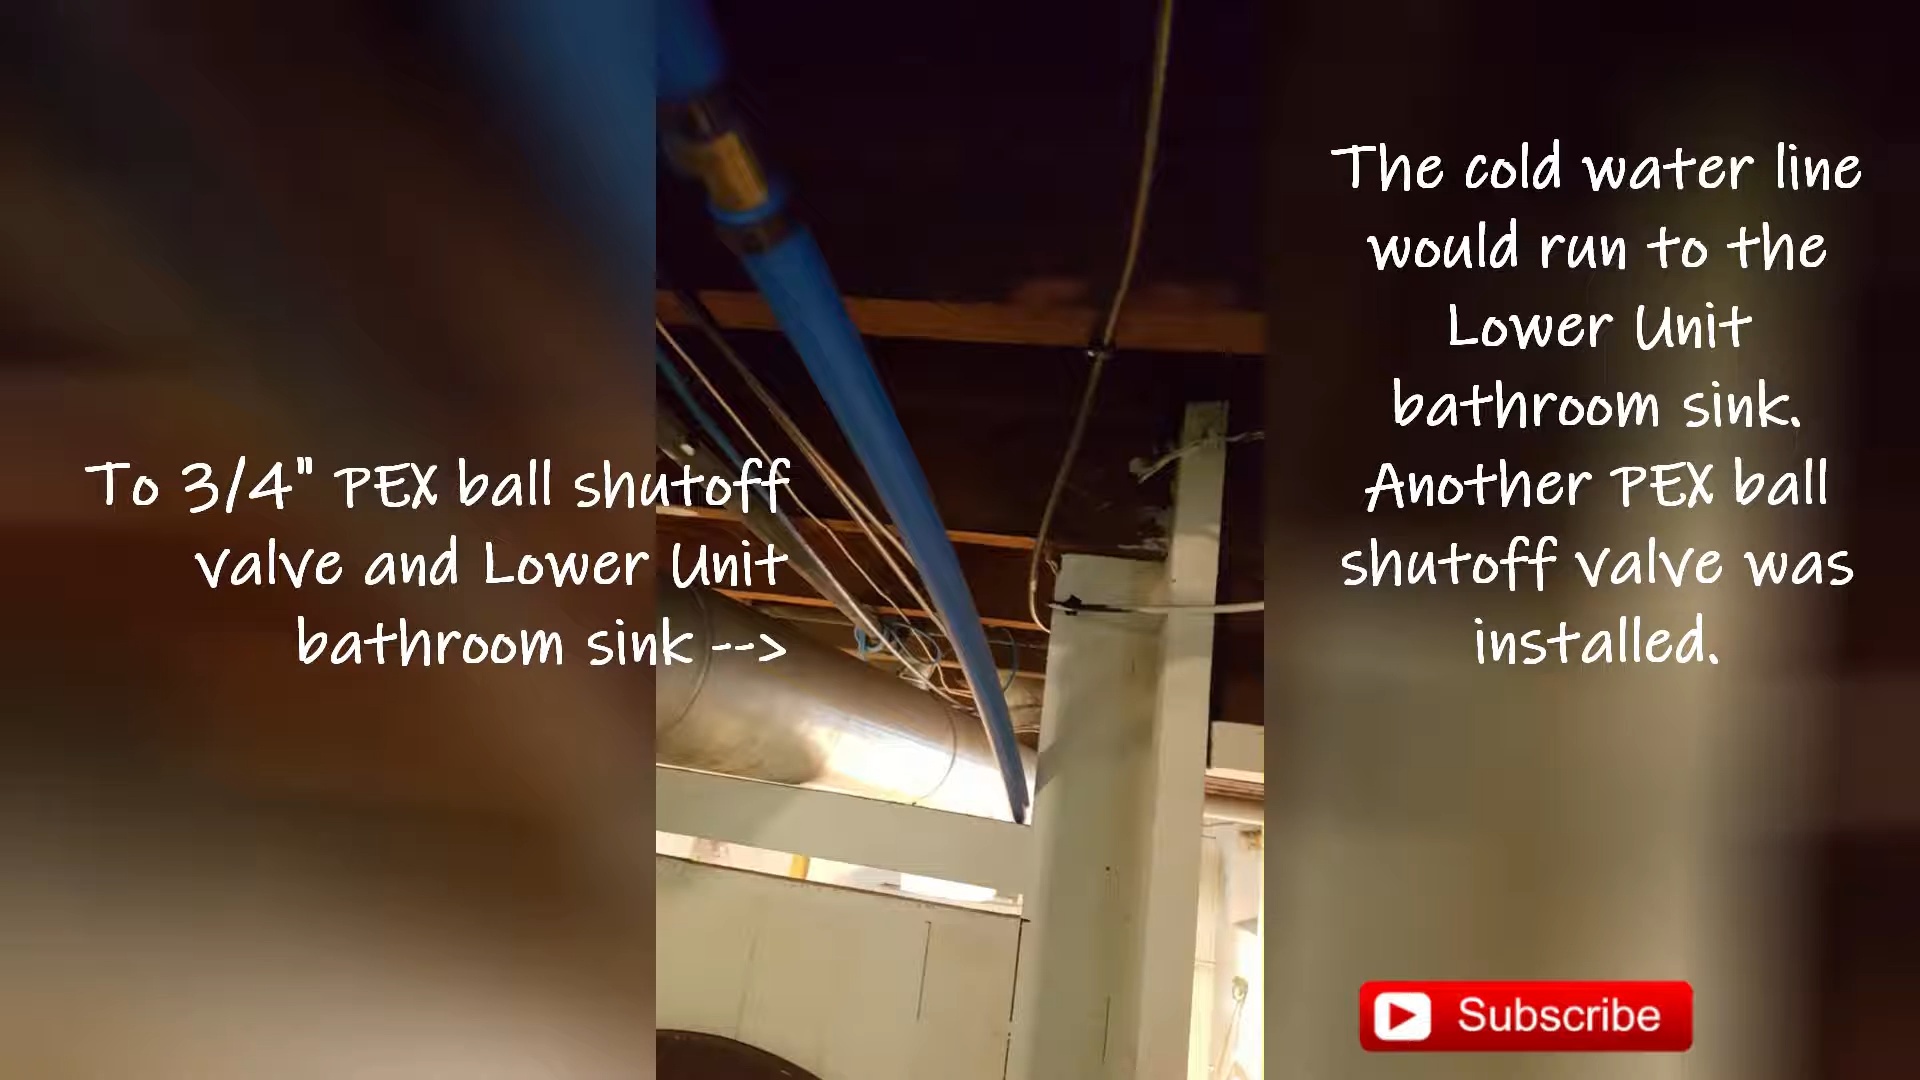 To 3/4" PEX ball shutoff
valve and Lower Unit
bathroom sink -->
The cold water line
would run to the
Lower Unit
bathroom sink.
Another PEX ball
shutoff valve was
installed.
Subscribe